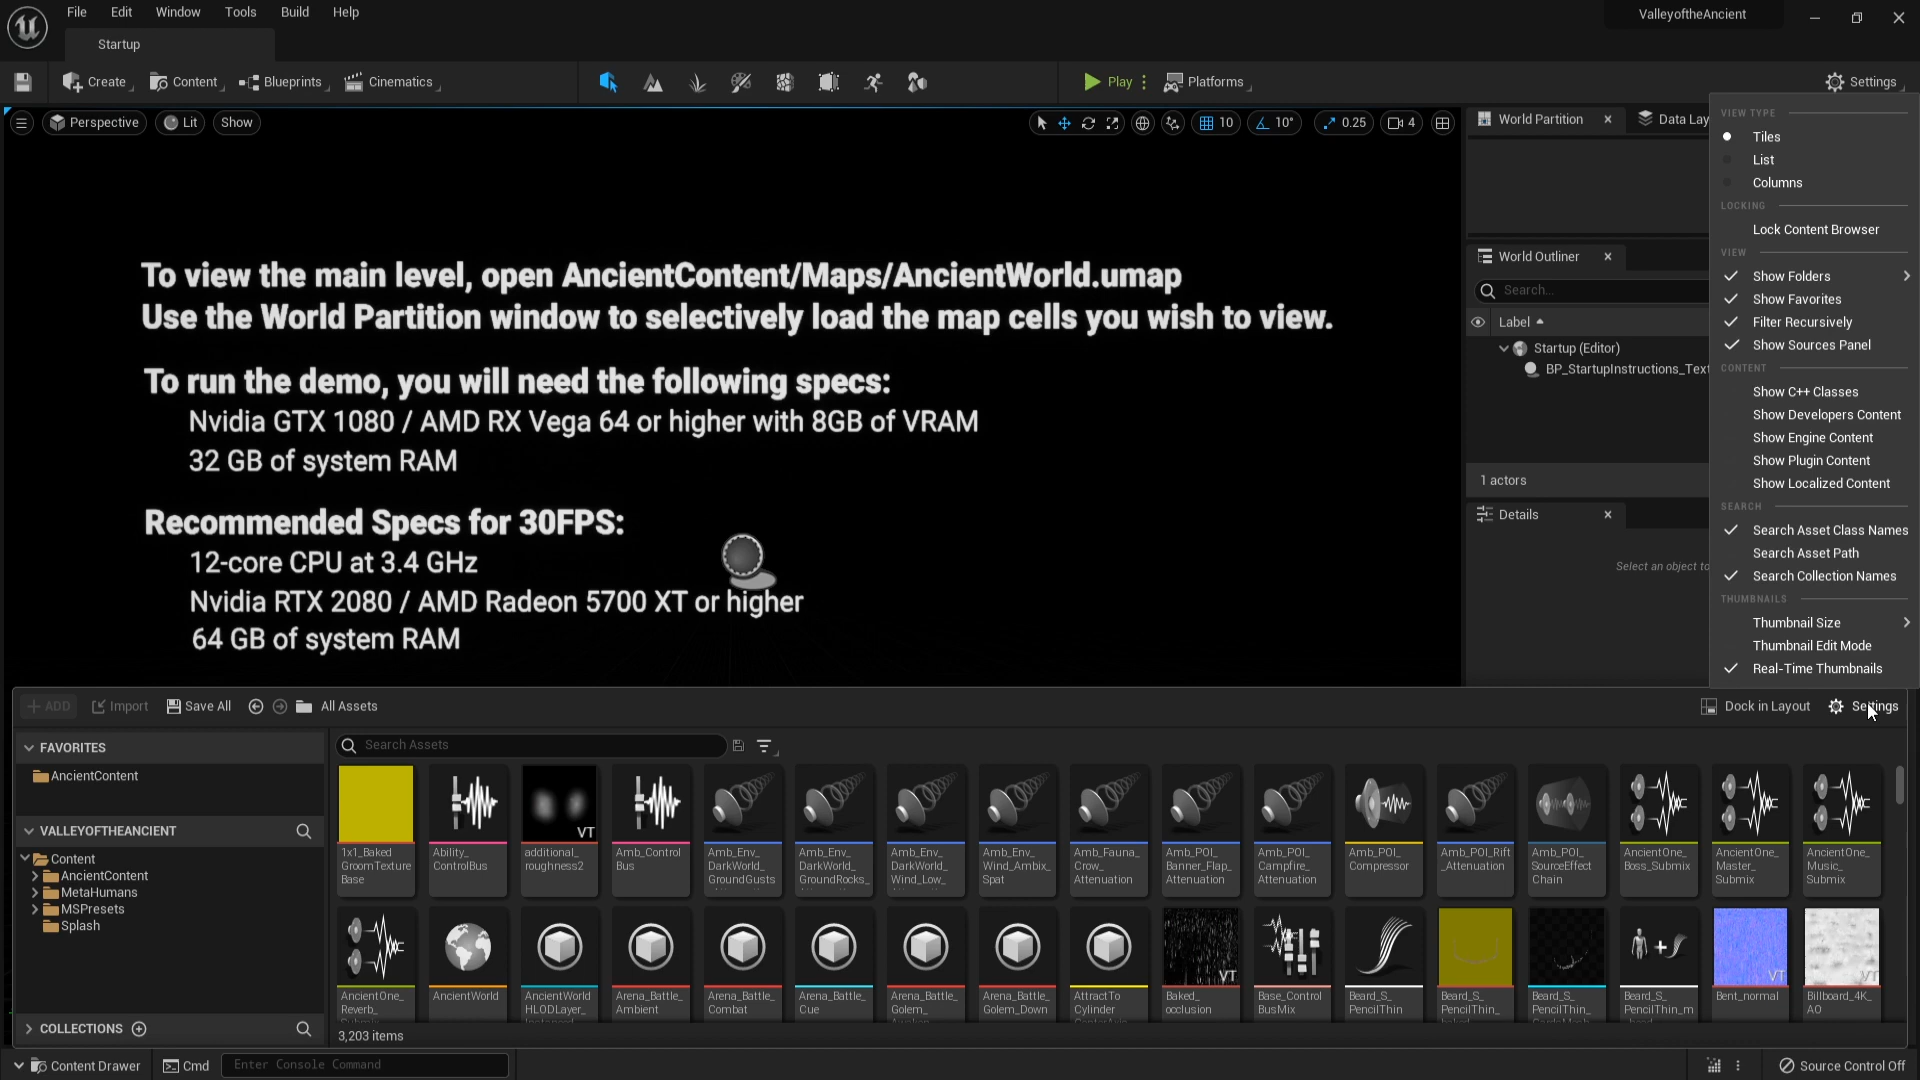 File Edit Window Tools Build Help
ValleyoftheAncient
Startup
Create Content Blueprints Cinematics Play Platforms Settings
Perspective Lit Show 10 10° 0.25 4
World Partition Data Lay
To view the main level, open AncientContent/Maps/AncientWorld.umap
Use the World Partition window to selectively load the map cells you wish to view.
To run the demo, you will need the following specs:
Nvidia GTX 1080 / AMD RX Vega 64 or higher with 8GB of VRAM
32 GB of system RAM
Recommended Specs for 30FPS:
12-core CPU at 3.4 GHz
Nvidia RTX 2080 / AMD Radeon 5700 XT or higher
64 GB of system RAM
World Outliner
Search...
Label
Startup (Editor)
BP_StartupInstructions_Text
1 actors
Details
Select an object to
VIEW TYPE
Tiles
List
Columns
LOCKING
Lock Content Browser
VIEW
Show Folders
Show Favorites
Filter Recursively
Show Sources Panel
CONTENT
Show C++ Classes
Show Developers Content
Show Engine Content
Show Plugin Content
Show Localized Content
SEARCH
Search Asset Class Names
Search Asset Path
Search Collection Names
THUMBNAILS
Thumbnail Size
Thumbnail Edit Mode
Real-Time Thumbnails
+ ADD Import Save All All Assets Dock in Layout Settings
FAVORITES
AncientContent
VALLEYOFTHEANCIENT
Content
AncientContent
MetaHumans
MSPresets
Splash
COLLECTIONS
Search Assets
VT
1x1_Baked Ability_ additional_ Amb_Control Amb_Env_ Amb_Env_ Amb_Env_ Amb_Env_ Amb_Fauna_ Amb_POI_ Amb_POI_ Amb_POI_ Amb_POI_Rift Amb_POI_ AncientOne_ AncientOne_ AncientOne_
GroomTexture ControlBus roughness2 Bus DarkWorld_ DarkWorld_ DarkWorld_ Wind_Ambix_ Crow_ Banner_Flap_ Campfire_ Compressor _Attenuation SourceEffect Boss_Submix Master_ Music_
Base GroundGusts GroundRocks_ Wind_Low_ Spat Attenuation Attenuation Attenuation Chain Submix Submix
VT VT VT
AncientOne_ AncientWorld AncientWorld Arena_Battle_ Arena_Battle_ Arena_Battle_ Arena_Battle_ Arena_Battle_ AttractTo Baked_ Base_Control Beard_S_ Beard_S_ Beard_S_ Beard_S_ Bent_normal Billboard_4K_
Reverb_ HLODLayer_ Ambient Combat Cue Golem_ Golem_Down Cylinder occlusion BusMix PencilThin PencilThin_ PencilThin_ PencilThin_m AO
3,203 items
Content Drawer Cmd Enter Console Command Source Control Off